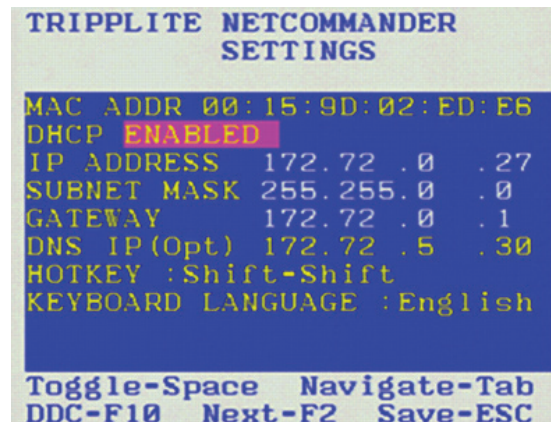 TRIPPLITE NETCOMMANDER
SETTINGS
MAC ADDR 00:15:9D:02:ED:E6
DHCP ENABLED
IP ADDRESS 172.72 .0 .27
SUBNET MASK 255.255.0 .0
GATEWAY 172.72 .0 .1
DNS IP(Opt) 172.72 .5 .30
HOTKEY :Shift-Shift
KEYBOARD LANGUAGE :English
Toggle-Space Navigate-Tab
DDC-F10 Next-F2 Save-ESC